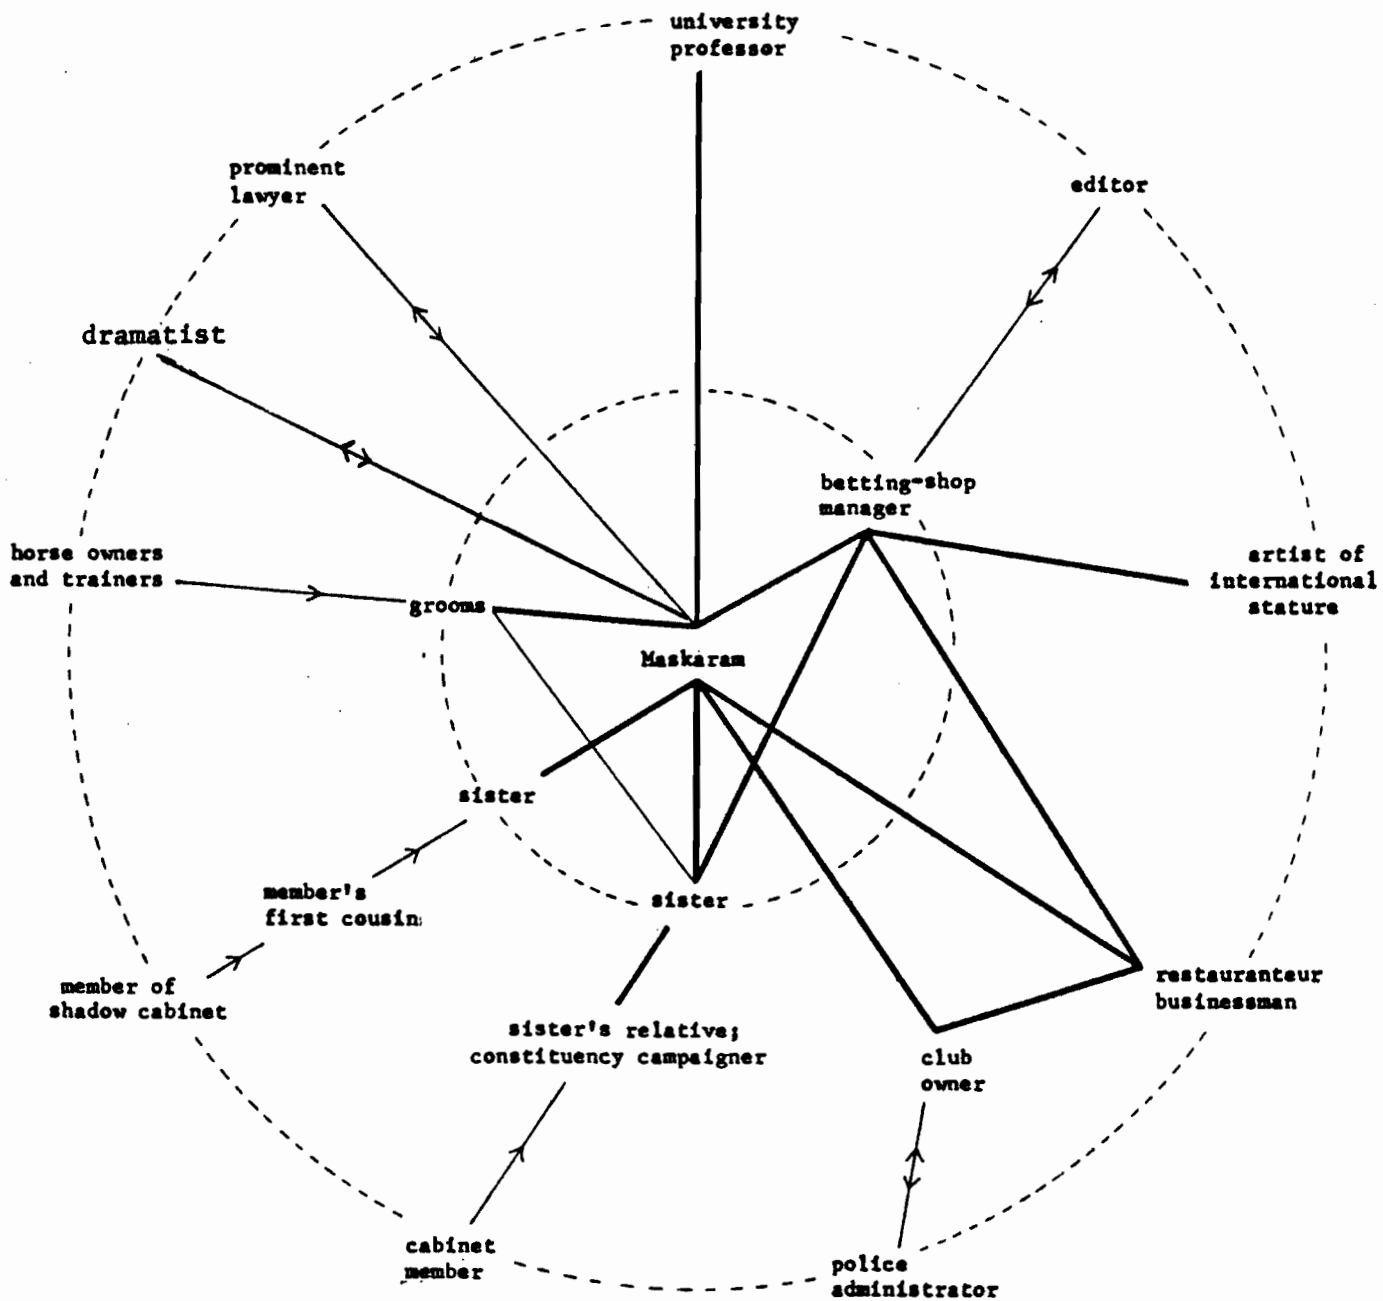 university
professor
prominent
lawyer
editor
dramatist
betting-shop
manager
horse owners
and trainers
grooms
artist of
international
stature
Maskaram
sister
member's
first cousin
sister
member of
shadow cabinet
restauranteur
businessman
sister's relative;
constituency campaigner
club
owner
cabinet
member
police
administrator